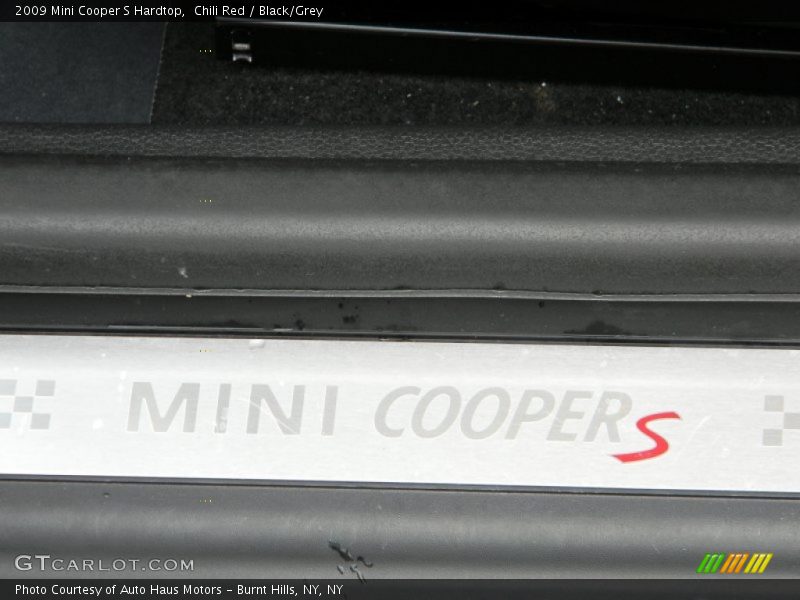 2009 Mini Cooper S Hardtop,  Chili Red / Black/Grey
MINI COOPER S
GTCARLOT.COM
Photo Courtesy of Auto Haus Motors - Burnt Hills, NY, NY